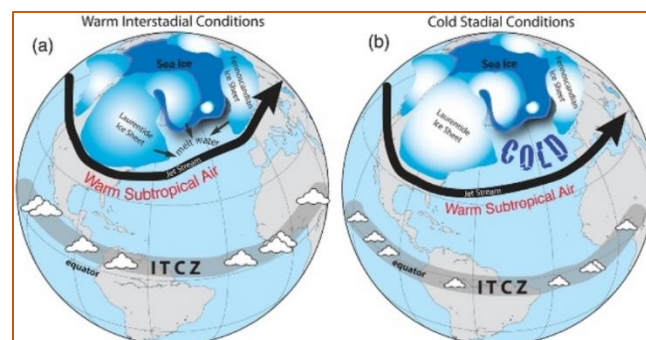 Warm Interstadial Conditions
(a)
Sea Ice
Fennoscandian
Ice Sheet
Laurentide
Ice Sheet
melt water
Jet Stream
Warm Subtropical Air
equator
ITCZ
Cold Stadial Conditions
(b)
Sea Ice
Fennoscandian
Ice Sheet
Laurentide
Ice Sheet
COLD
Jet Stream
Warm Subtropical Air
equator
ITCZ